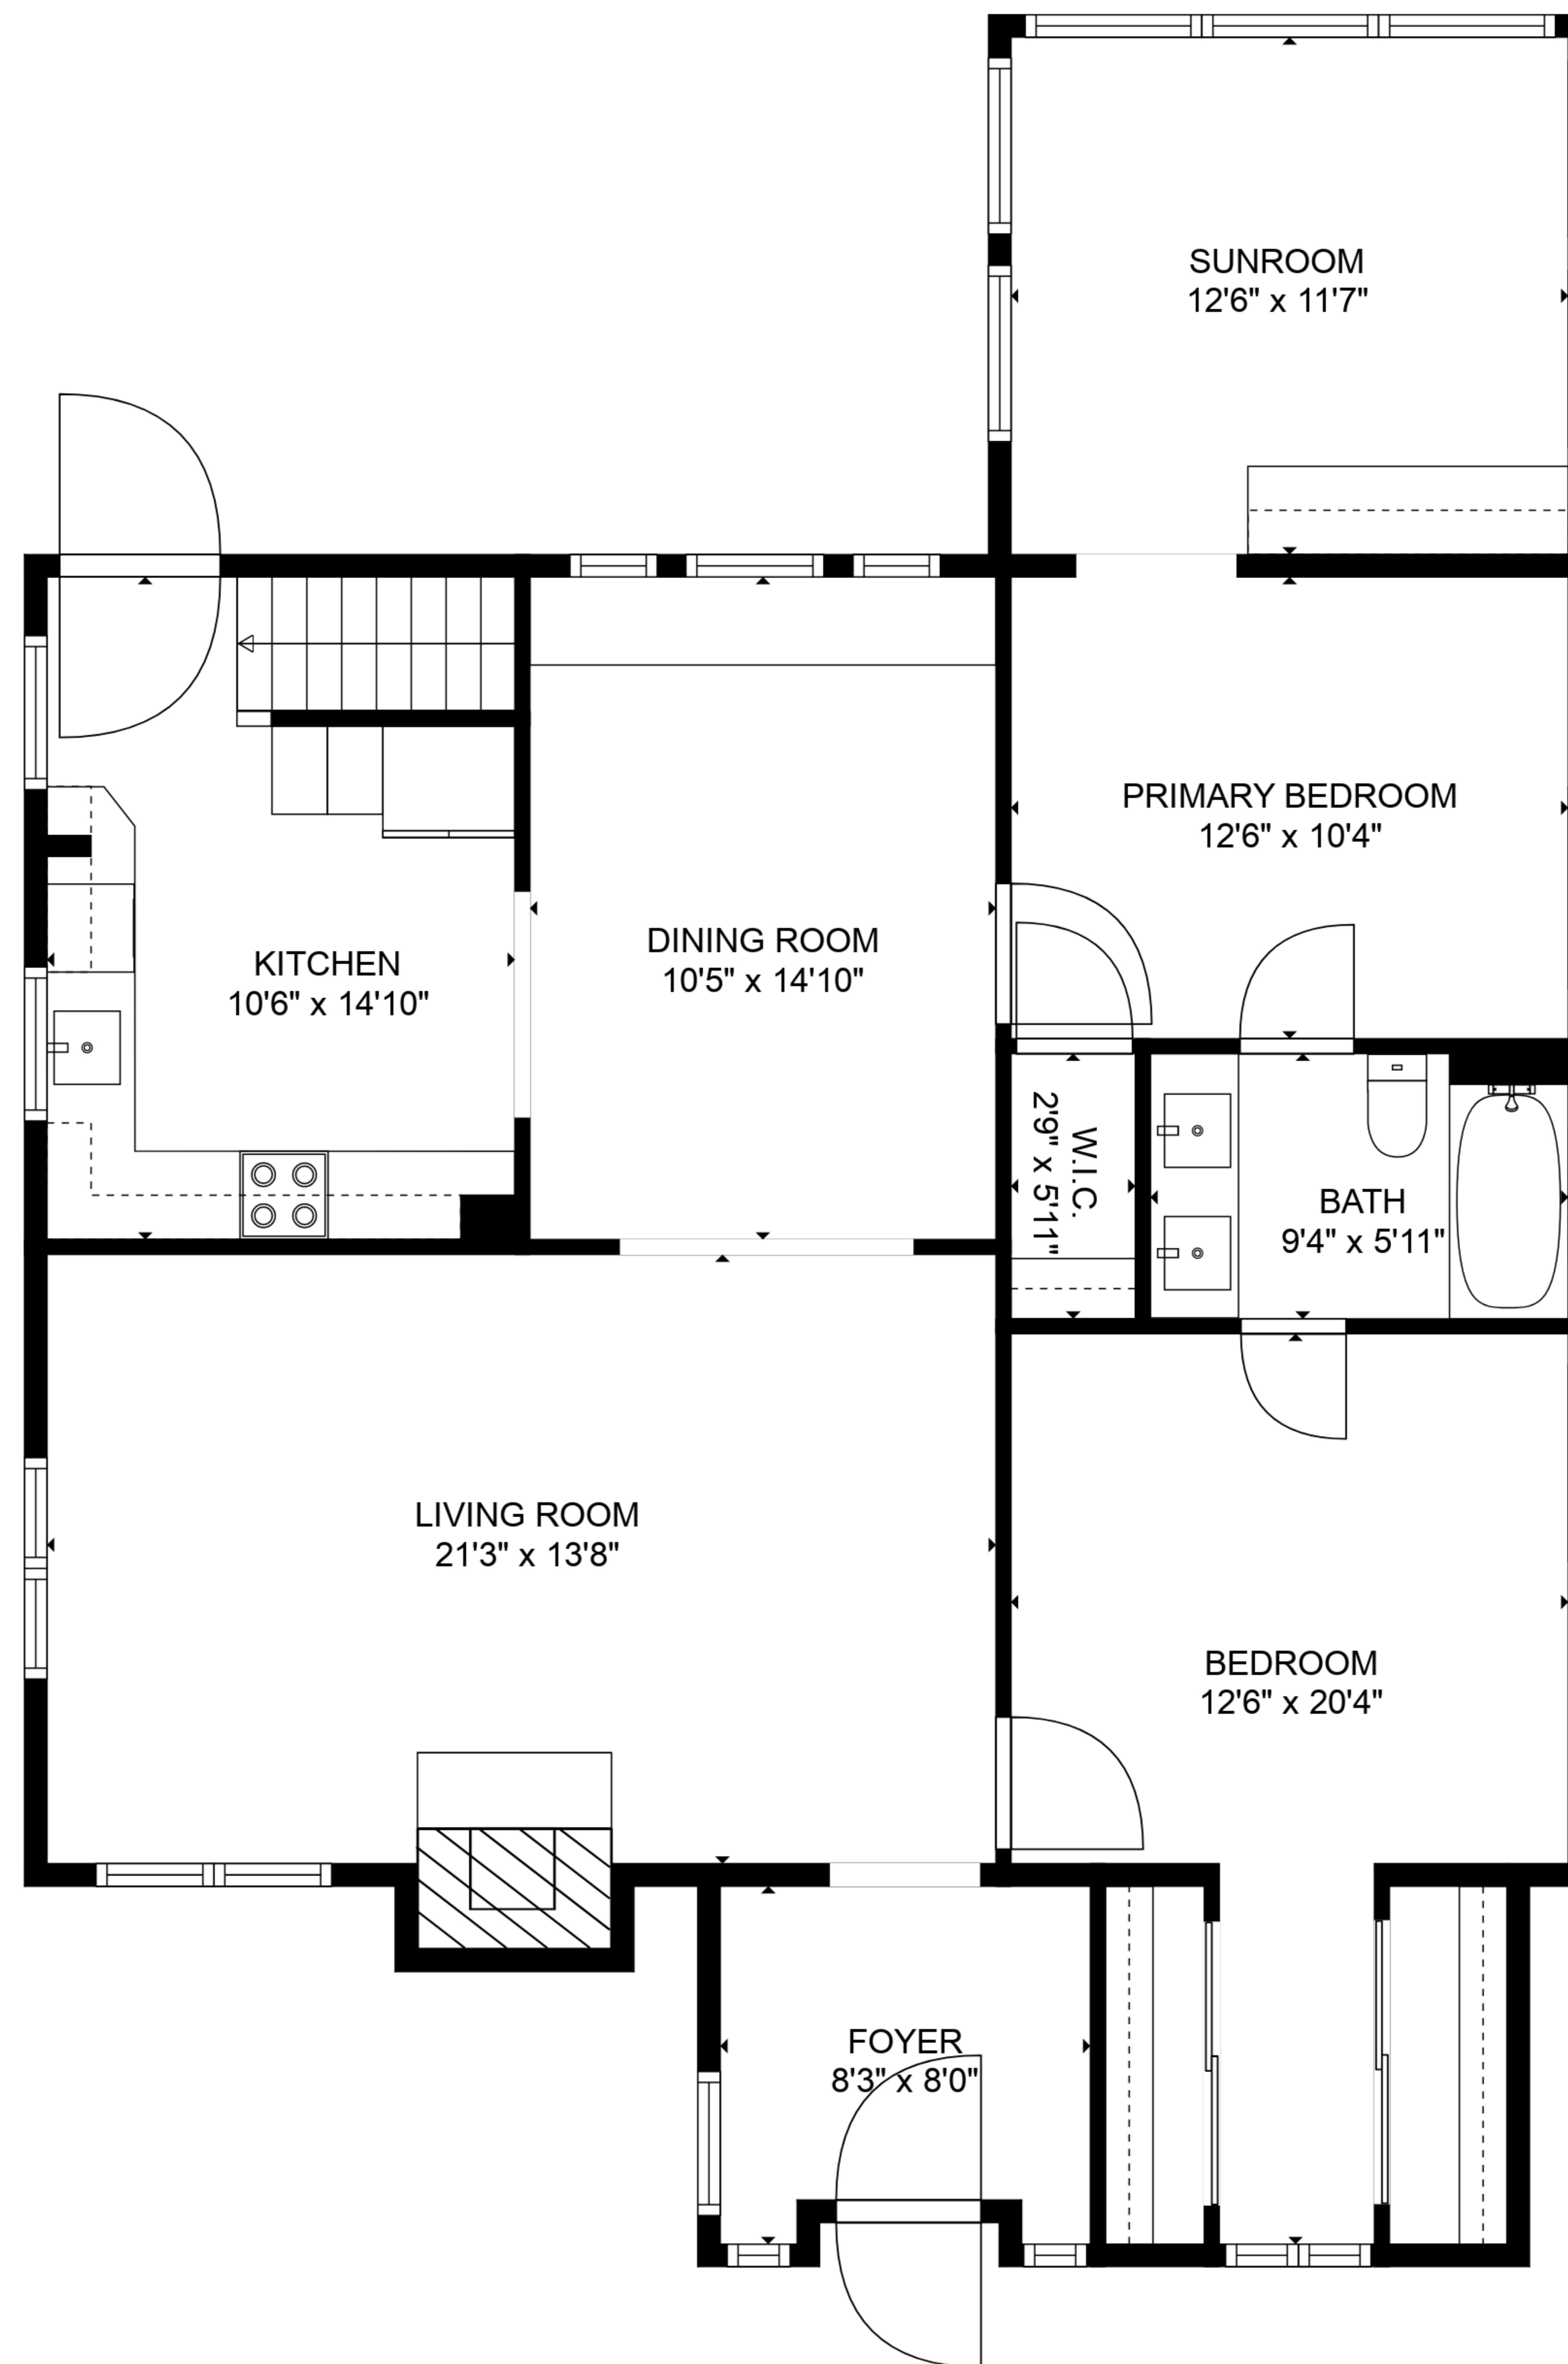 SUNROOM
12'6" x 11'7"
PRIMARY BEDROOM
12'6" x 10'4"
DINING ROOM
10'5" x 14'10"
KITCHEN
10'6" x 14'10"
W.I.C.
2'9" x 5'11"
BATH
9'4" x 5'11"
LIVING ROOM
21'3" x 13'8"
BEDROOM
12'6" x 20'4"
FOYER
8'3" x 8'0"